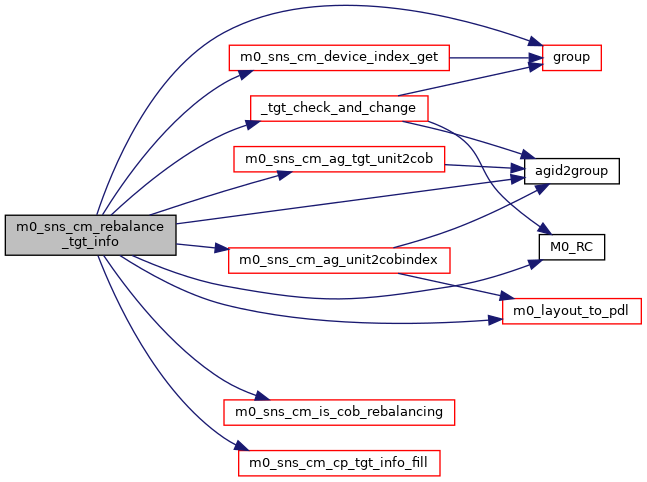 m0_sns_cm_rebalance
_tgt_info
m0_sns_cm_device_index_get
group
_tgt_check_and_change
m0_sns_cm_ag_tgt_unit2cob
agid2group
m0_sns_cm_ag_unit2cobindex
M0_RC
m0_layout_to_pdl
m0_sns_cm_is_cob_rebalancing
m0_sns_cm_cp_tgt_info_fill